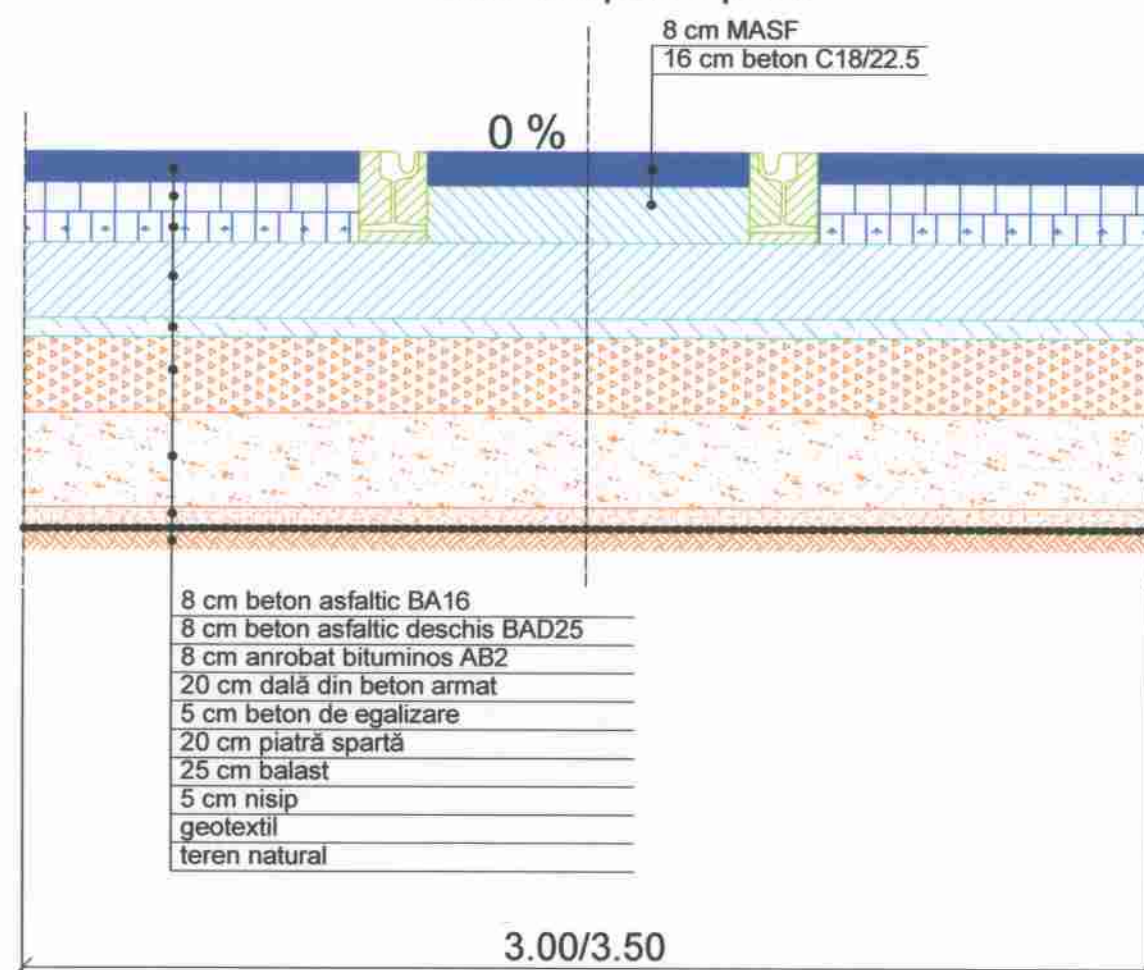 8 cm MASF
16 cm beton C18/22.5
0 %
8 cm beton asfaltic BA16
8 cm beton asfaltic deschis BAD25
8 cm anrobat bituminos AB2
20 cm dală din beton armat
5 cm beton de egalizare
20 cm piatră spartă
25 cm balast
5 cm nisip
geotextil
teren natural
3.00/3.50